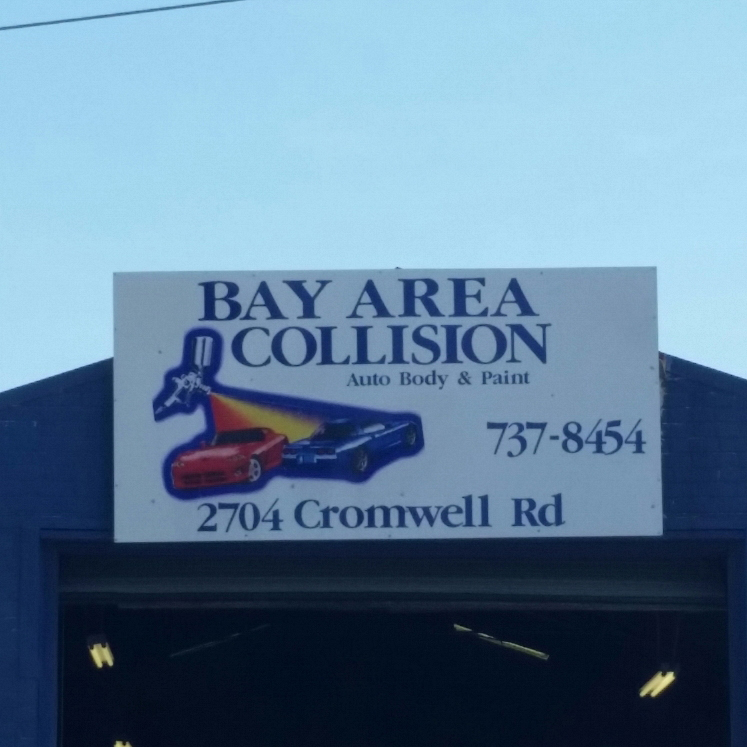 BAY AREA
COLLISION
Auto Body & Paint
737-8454
2704 Cromwell Rd